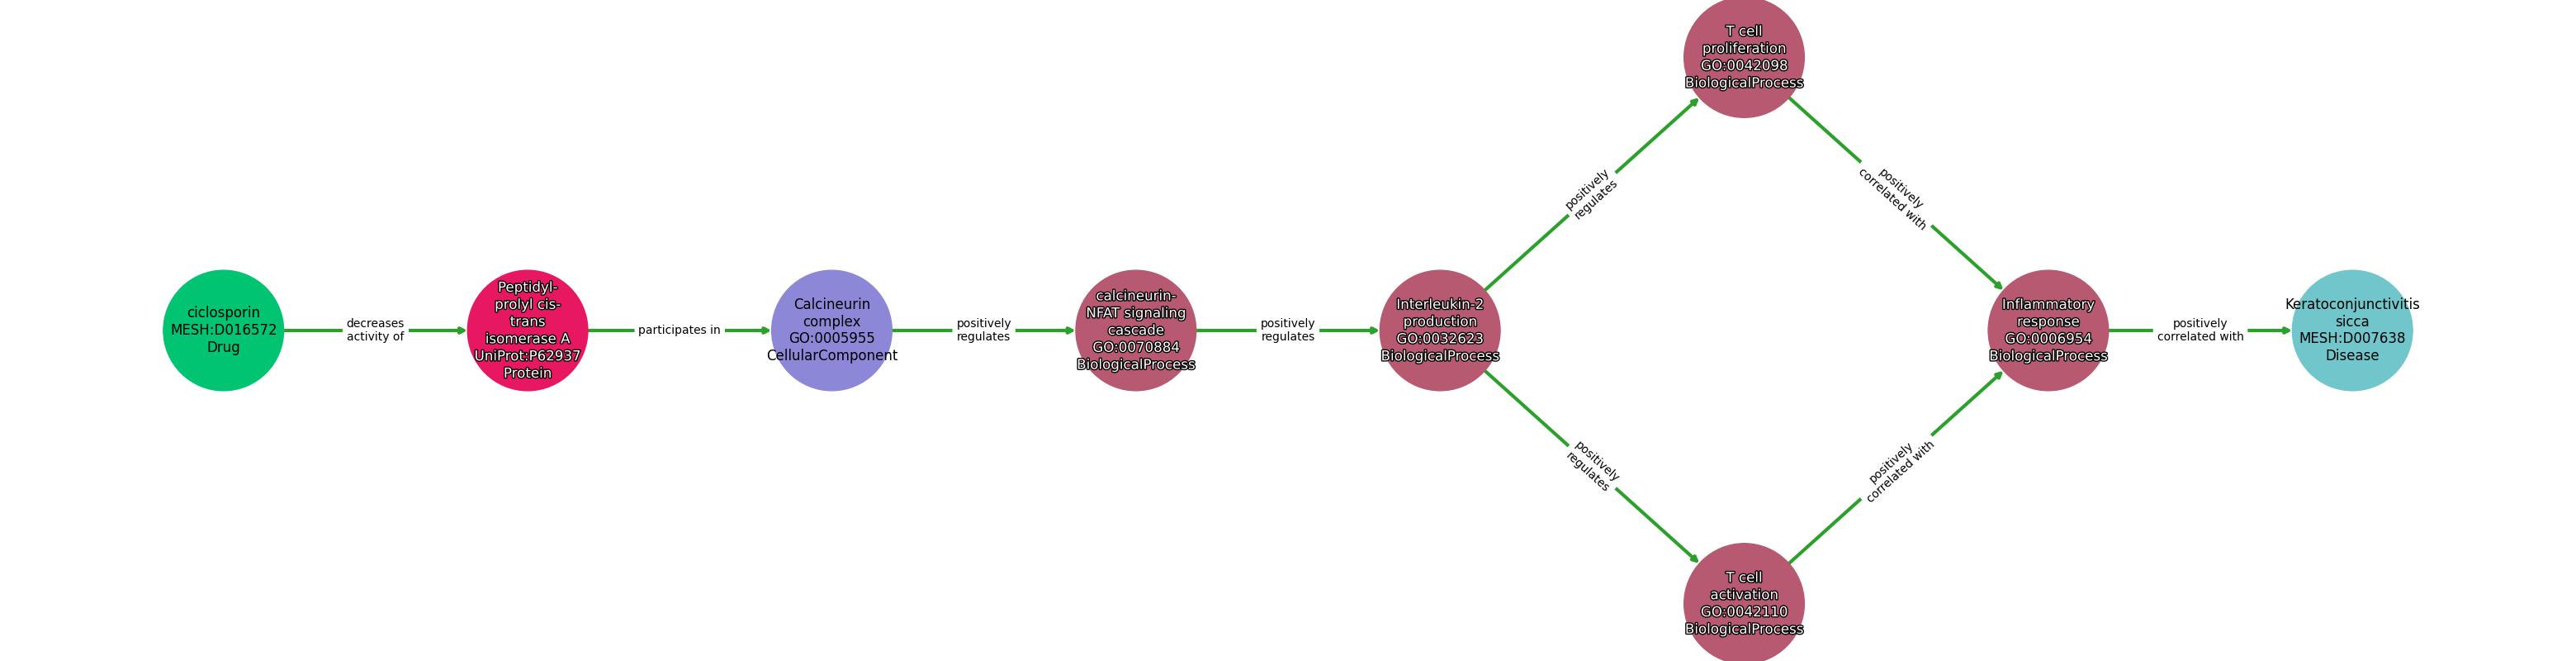 ciclosporin
MESH:D016572
Drug
decreases
activity of
Peptidyl-
prolyl cis-
trans
isomerase A
UniProt:P62937
Protein
participates in
Calcineurin
complex
GO:0005955
CellularComponent
positively
regulates
calcineurin-
NFAT signaling
cascade
GO:0070884
BiologicalProcess
positively
regulates
Interleukin-2
production
GO:0032623
BiologicalProcess
positively
regulates
T cell
proliferation
GO:0042098
BiologicalProcess
positively
correlated with
positively
regulates
T cell
activation
GO:0042110
BiologicalProcess
positively
correlated with
Inflammatory
response
GO:0006954
BiologicalProcess
positively
correlated with
Keratoconjunctivitis
sicca
MESH:D007638
Disease